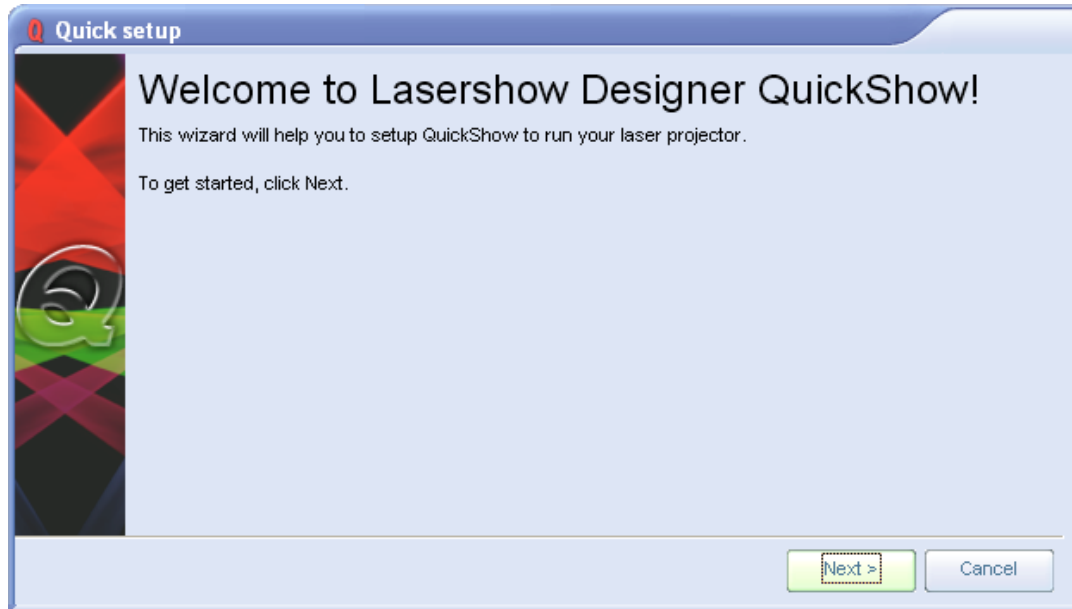 Quick setup
Welcome to Lasershow Designer QuickShow!
This wizard will help you to setup QuickShow to run your laser projector.
To get started, click Next.
Next >
Cancel